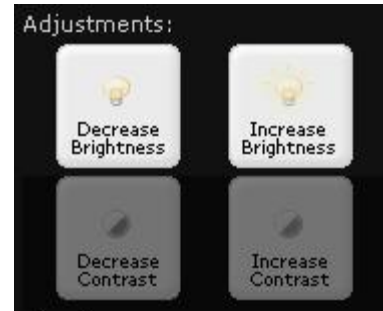 Adjustments:
Decrease
Brightness
Increase
Brightness
Decrease
Contrast
Increase
Contrast